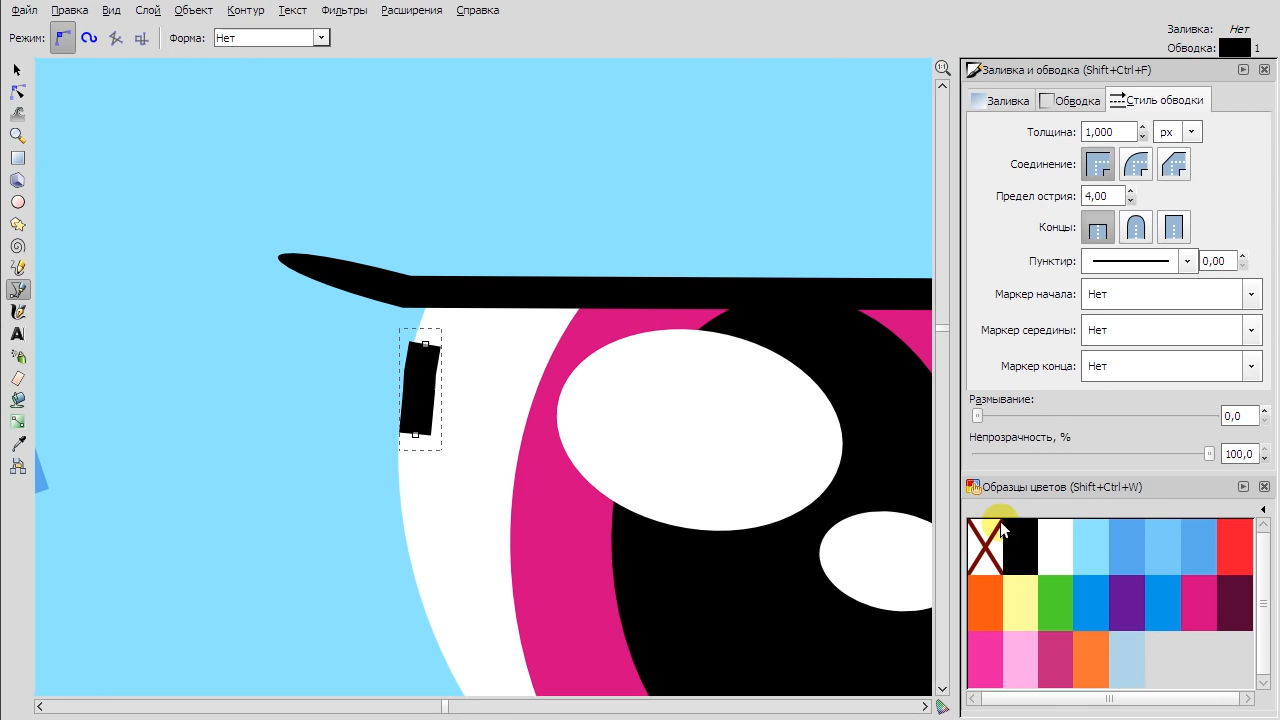 Файл Правка Вид Слой Объект Контур Текст Фильтры Расширения Справка
Режим: Форма: Нет
Заливка: Нет
Обводка: 1
Заливка и обводка (Shift+Ctrl+F)
Заливка Обводка Стиль обводки
Толщина: 1,000 px
Соединение:
Предел острия: 4,00
Концы:
Пунктир: 0,00
Маркер начала: Нет
Маркер середины: Нет
Маркер конца: Нет
Размывание:
0,0
Непрозрачность, %
100,0
Образцы цветов (Shift+Ctrl+W)